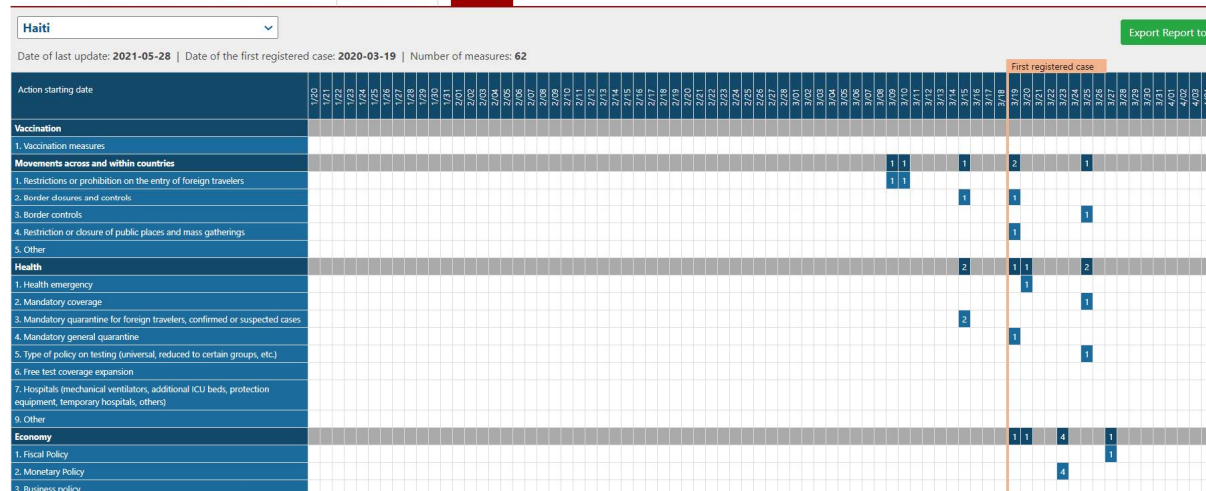 Haiti
Export Report to
Date of last update: 2021-05-28 | Date of the first registered case: 2020-03-19 | Number of measures: 62
First registered case
Action starting date 1/20 1/21 1/22 1/23 1/24 1/25 1/26 1/27 1/28 1/29 1/30 1/31 2/01 2/02 2/03 2/04 2/05 2/06 2/07 2/08 2/09 2/10 2/11 2/12 2/13 2/14 2/15 2/16 2/17 2/18 2/19 2/20 2/21 2/22 2/23 2/24 2/25 2/26 2/27 2/28 3/01 3/02 3/03 3/04 3/05 3/06 3/07 3/08 3/09 3/10 3/11 3/12 3/13 3/14 3/15 3/16 3/17 3/18 3/19 3/20 3/21 3/22 3/23 3/24 3/25 3/26 3/27 3/28 3/29 3/30 3/31 4/01 4/02 4/03
Vaccination
1. Vaccination measures
Movements across and within countries 1 1 1 2 1
1. Restrictions or prohibition on the entry of foreign travelers 1 1
2. Border closures and controls 1 1
3. Border controls 1
4. Restriction or closure of public places and mass gatherings 1
5. Other
Health 2 1 1 2
1. Health emergency 1
2. Mandatory coverage 1
3. Mandatory quarantine for foreign travelers, confirmed or suspected cases 2
4. Mandatory general quarantine 1
5. Type of policy on testing (universal, reduced to certain groups, etc.) 1
6. Free test coverage expansion
7. Hospitals (mechanical ventilators, additional ICU beds, protection
equipment, temporary hospitals, others)
9. Other
Economy 1 1 4 1
1. Fiscal Policy 1
2. Monetary Policy 4
3. Business policy